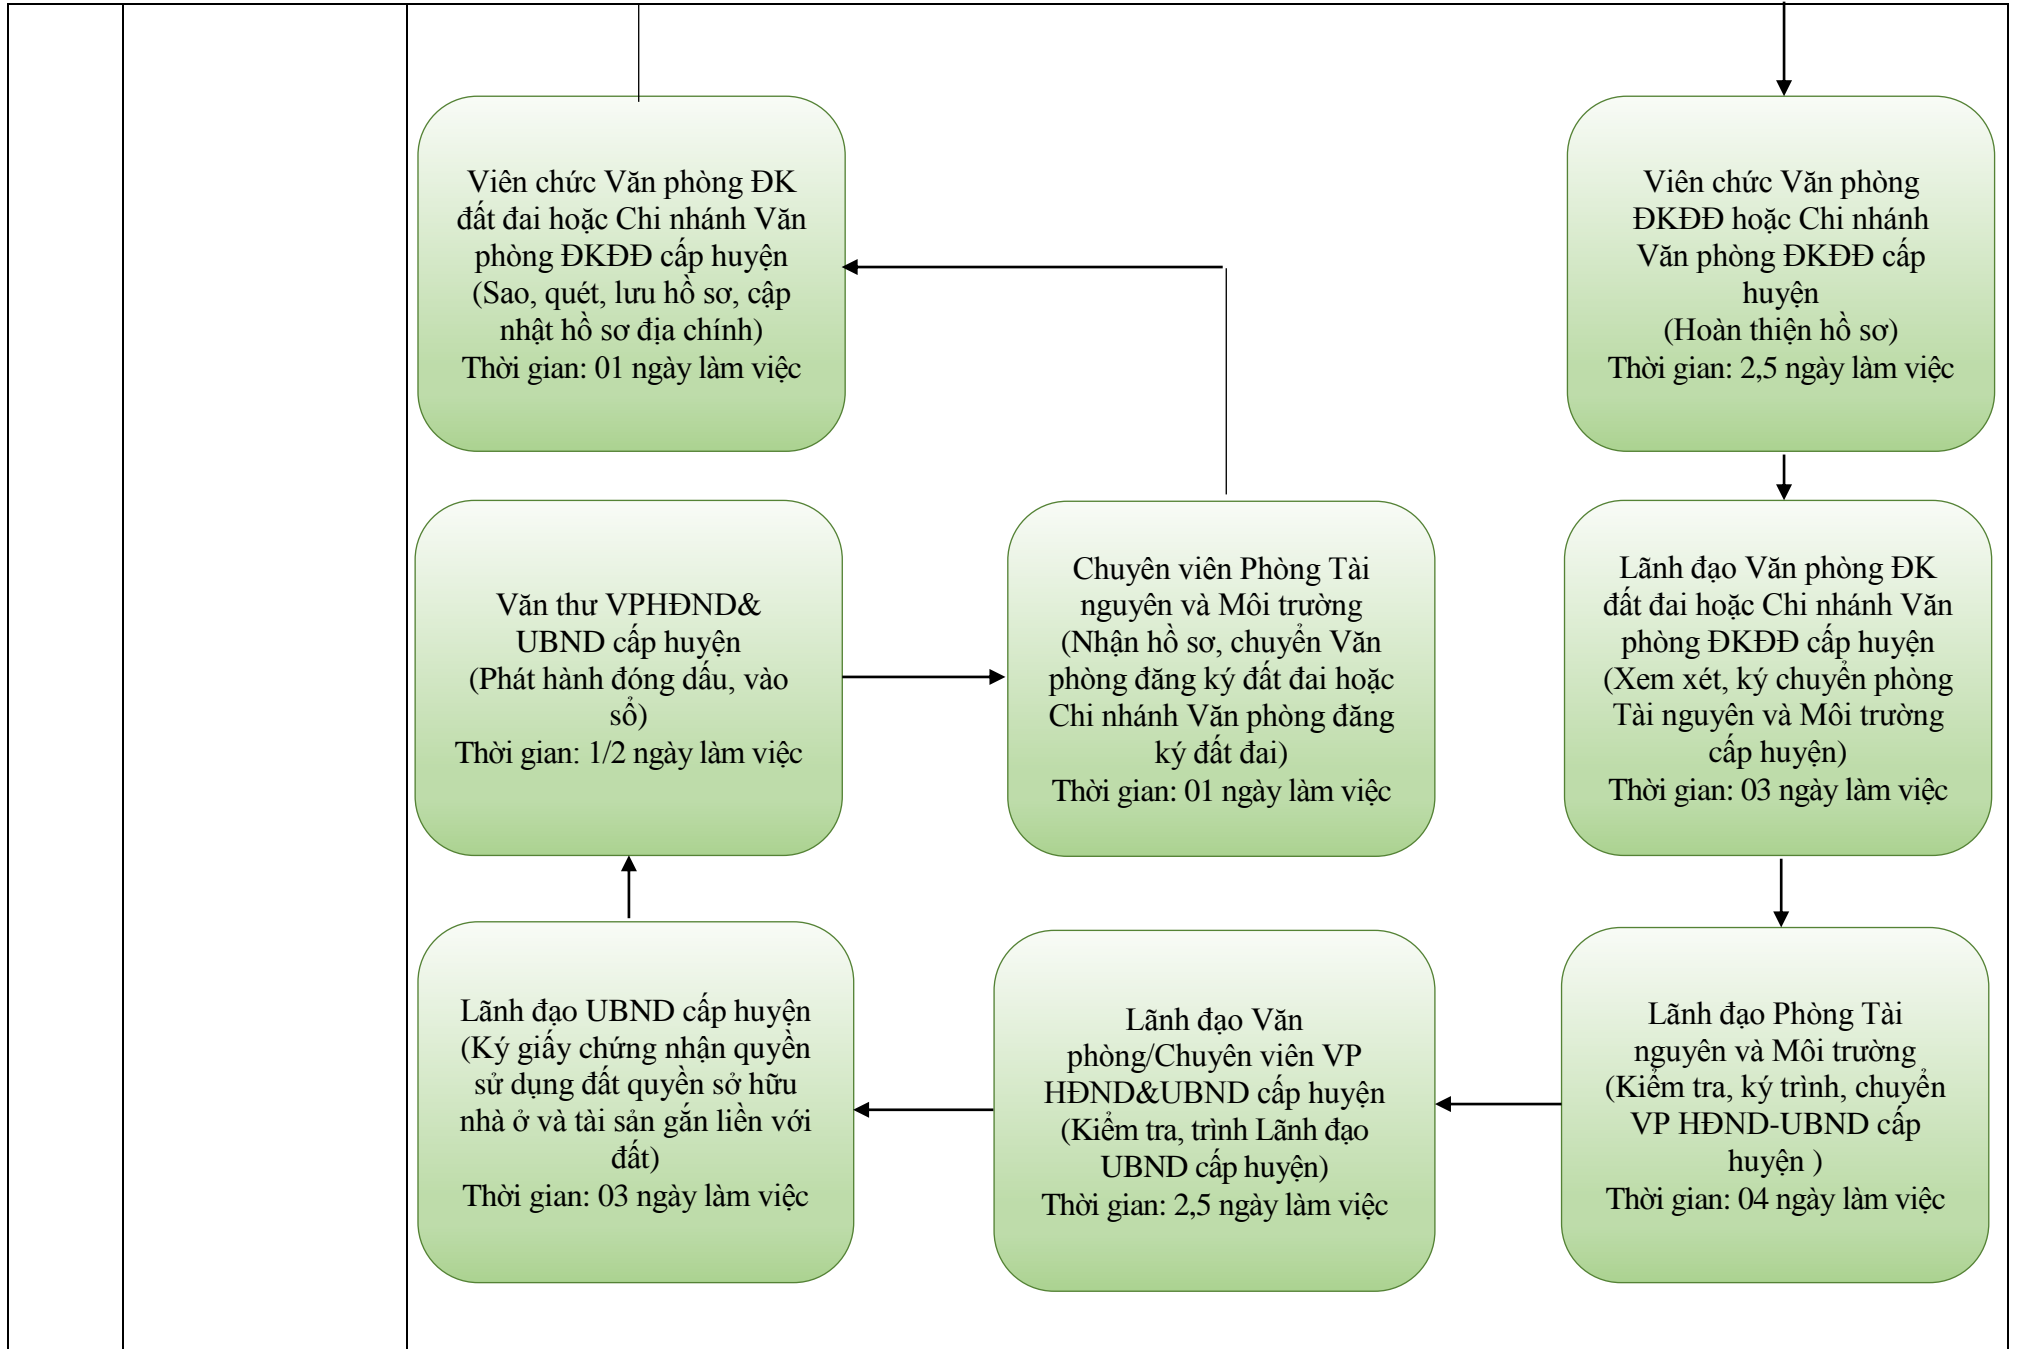 Viên chức Văn phòng ĐK
đất đai hoặc Chi nhánh Văn
phòng ĐKĐĐ cấp huyện
(Sao, quét, lưu hồ sơ, cập
nhật hồ sơ địa chính)
Thời gian: 01 ngày làm việc
Viên chức Văn phòng
ĐKĐĐ hoặc Chi nhánh
Văn phòng ĐKĐĐ cấp
huyện
(Hoàn thiện hồ sơ)
Thời gian: 2,5 ngày làm việc
Văn thư VPHĐND&
UBND cấp huyện
(Phát hành đóng dấu, vào
sổ)
Thời gian: 1/2 ngày làm việc
Chuyên viên Phòng Tài
nguyên và Môi trường
(Nhận hồ sơ, chuyển Văn
phòng đăng ký đất đai hoặc
Chi nhánh Văn phòng đăng
ký đất đai)
Thời gian: 01 ngày làm việc
Lãnh đạo Văn phòng ĐK
đất đai hoặc Chi nhánh Văn
phòng ĐKĐĐ cấp huyện
(Xem xét, ký chuyển phòng
Tài nguyên và Môi trường
cấp huyện)
Thời gian: 03 ngày làm việc
Lãnh đạo UBND cấp huyện
(Ký giấy chứng nhận quyền
sử dụng đất quyền sở hữu
nhà ở và tài sản gắn liền với
đất)
Thời gian: 03 ngày làm việc
Lãnh đạo Văn
phòng/Chuyên viên VP
HĐND&UBND cấp huyện
(Kiểm tra, trình Lãnh đạo
UBND cấp huyện)
Thời gian: 2,5 ngày làm việc
Lãnh đạo Phòng Tài
nguyên và Môi trường
(Kiểm tra, ký trình, chuyển
VP HĐND-UBND cấp
huyện )
Thời gian: 04 ngày làm việc